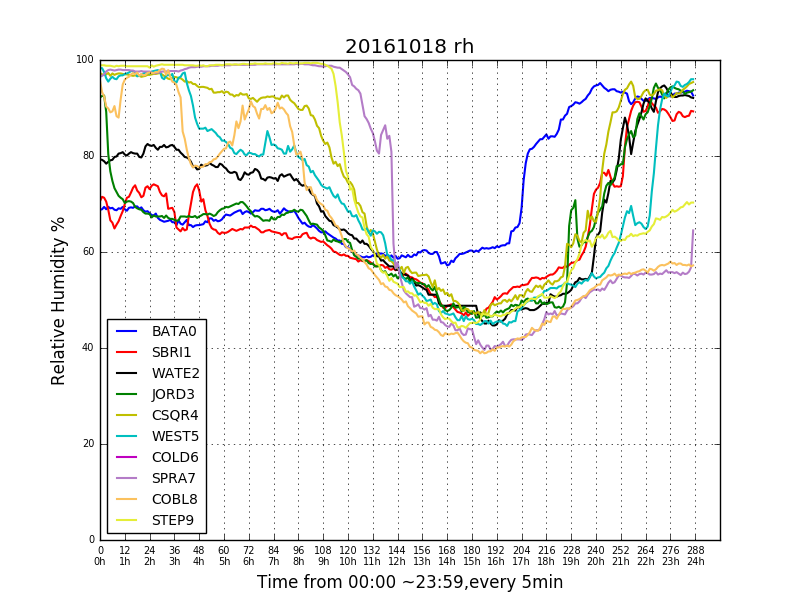 20161018 rh
Relative Humidity %
100
80
60
40
20
0
BATA0
SBRI1
WATE2
JORD3
CSQR4
WEST5
COLD6
SPRA7
COBL8
STEP9
0 12 24 36 48 60 72 84 96 108 120 132 144 156 168 180 192 204 216 228 240 252 264 276 288
0h 1h 2h 3h 4h 5h 6h 7h 8h 9h 10h 11h 12h 13h 14h 15h 16h 17h 18h 19h 20h 21h 22h 23h 24h
Time from 00:00 ~23:59,every 5min